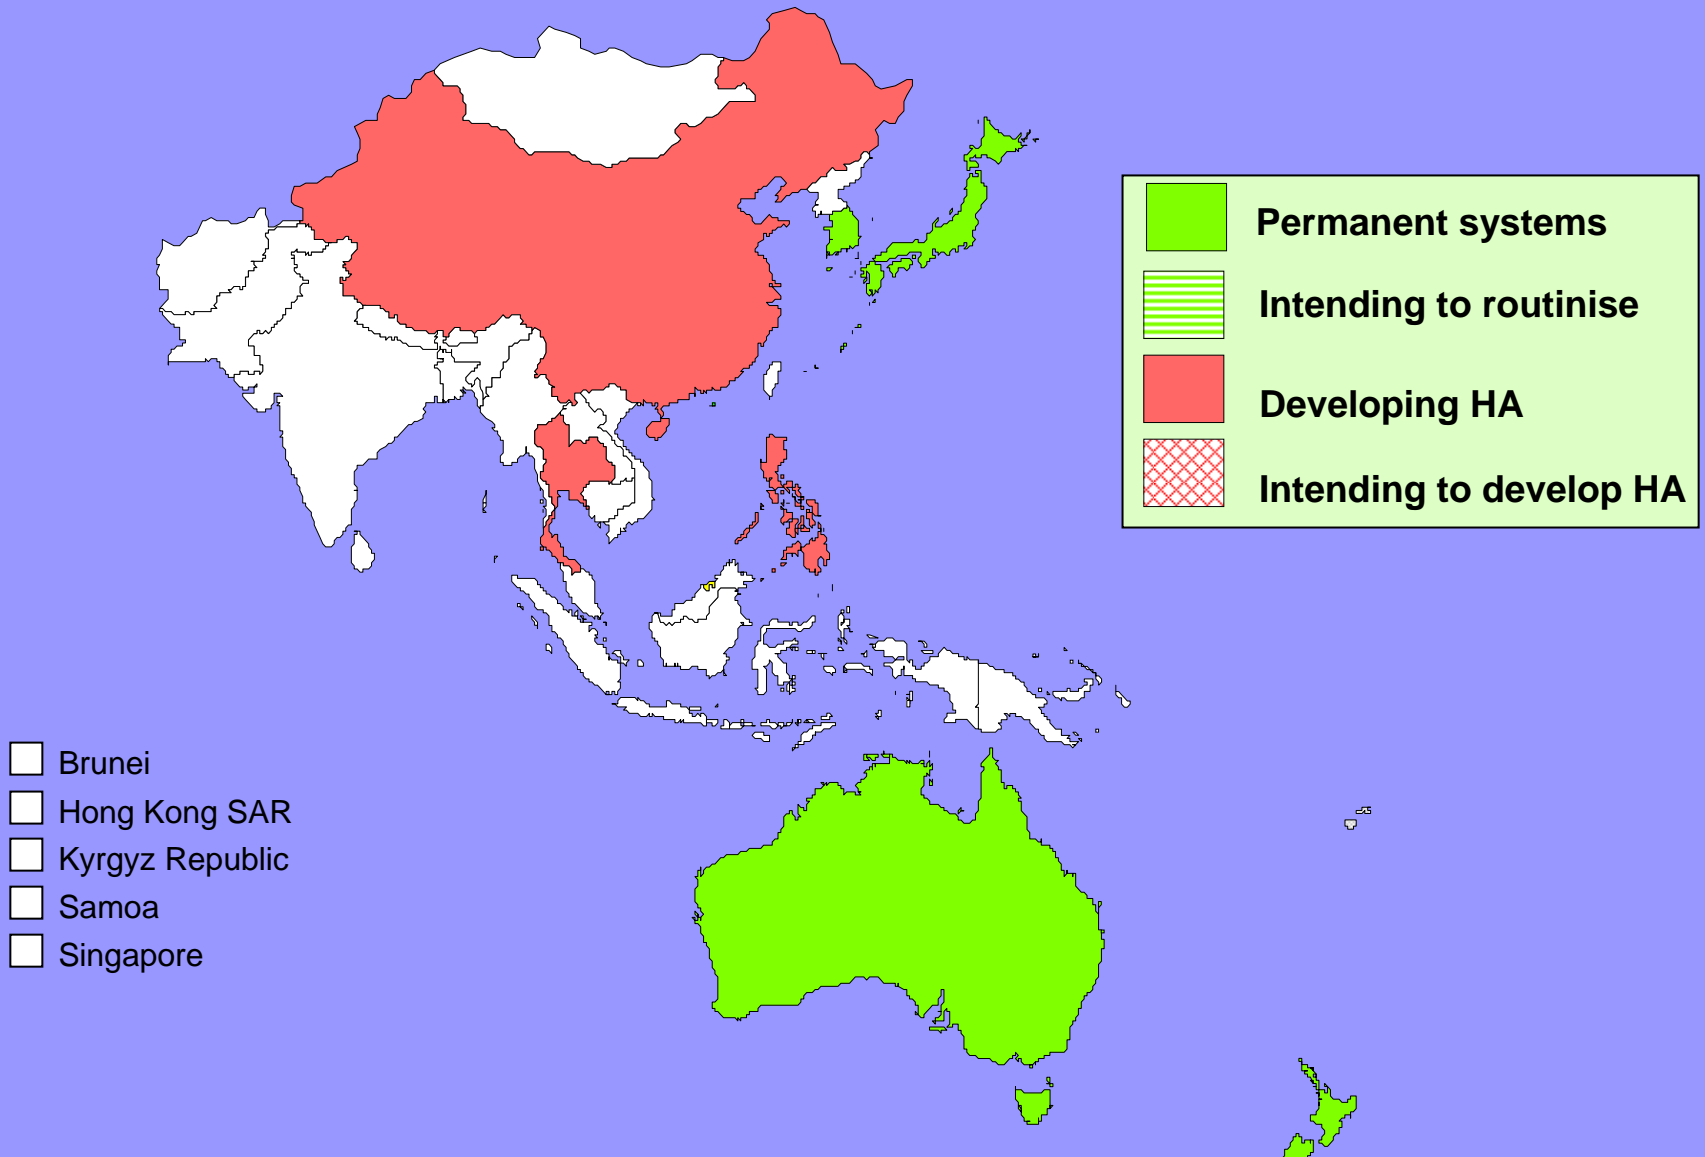 Permanent systems
Intending to routinise
Developing HA
Intending to develop HA
Brunei
Hong Kong SAR
Kyrgyz Republic
Samoa
Singapore